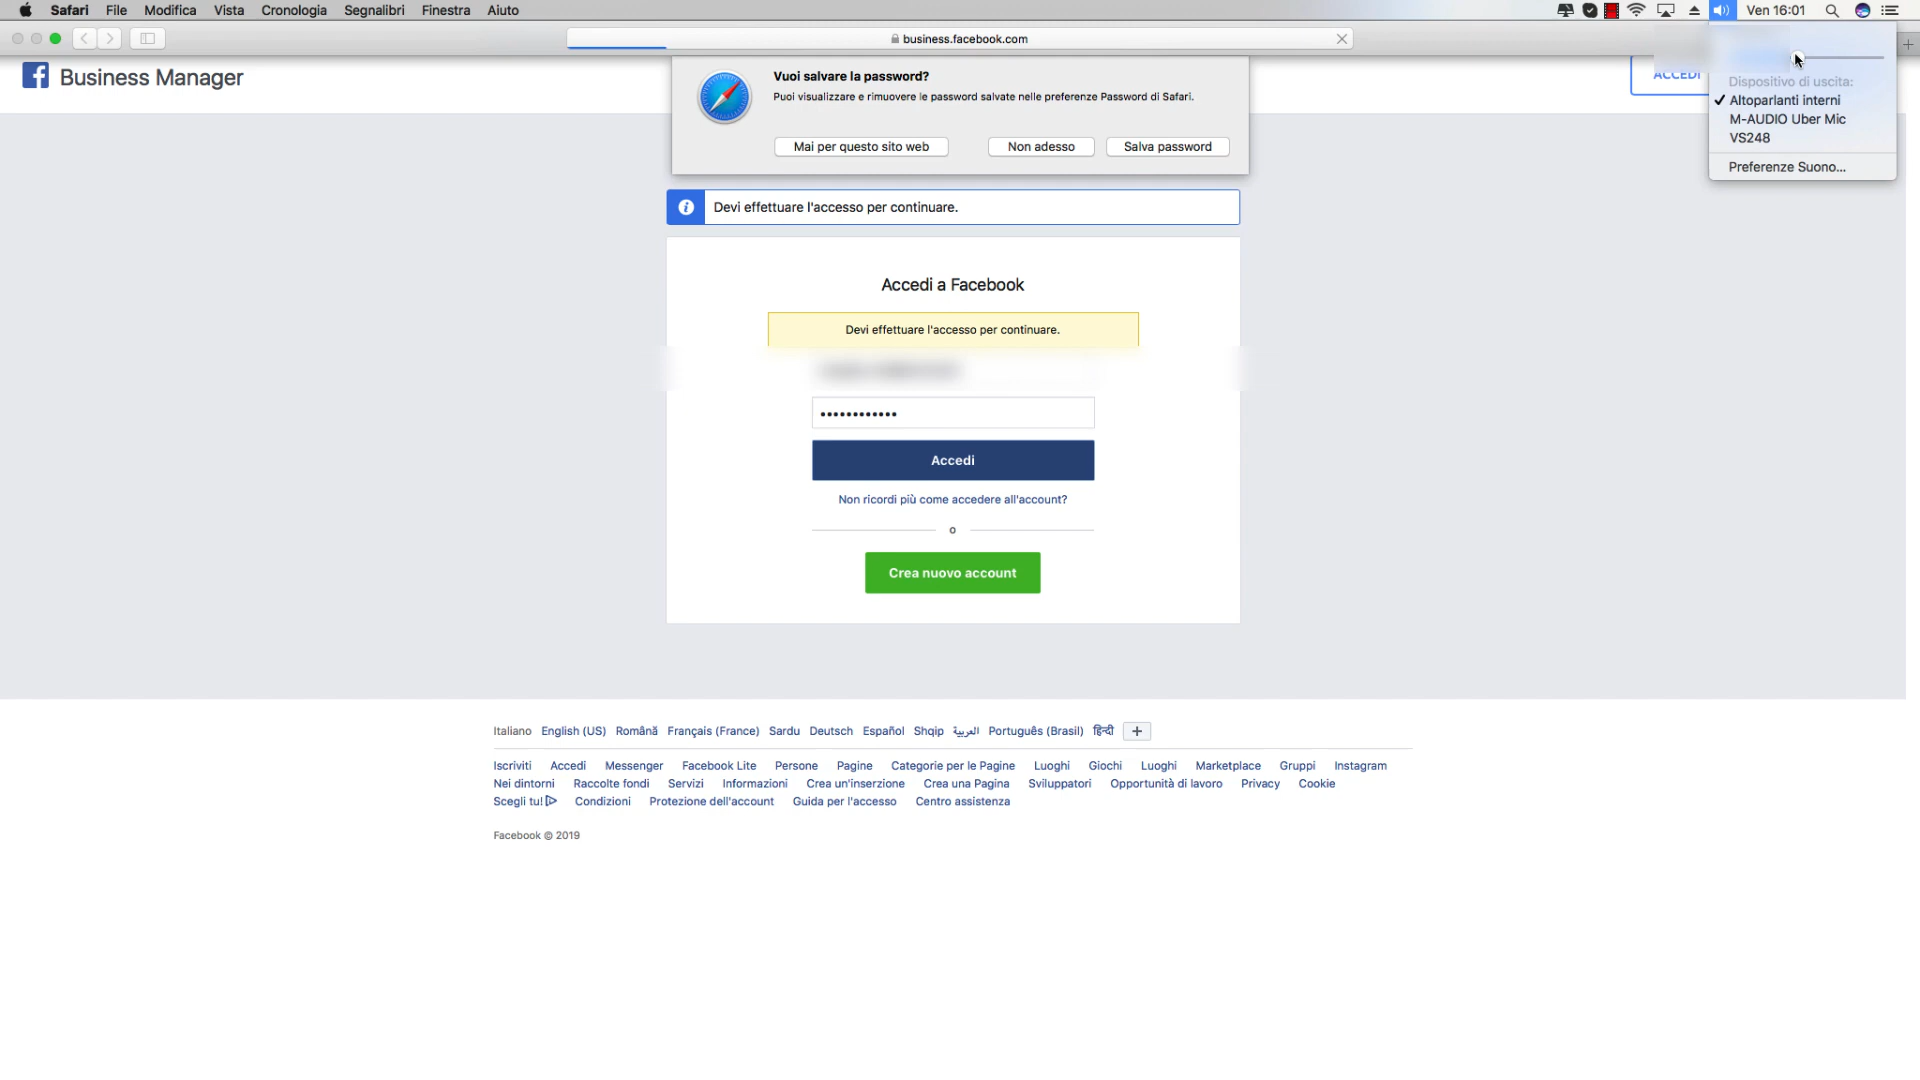 Safari File Modifica Vista Cronologia Segnalibri Finestra Aiuto Ven 16:01
business.facebook.com
Business Manager
ACCEDI
Vuoi salvare la password?
Puoi visualizzare e rimuovere le password salvate nelle preferenze Password di Safari.
Mai per questo sito web Non adesso Salva password
Dispositivo di uscita:
Altoparlanti interni
M-AUDIO Uber Mic
VS248
Preferenze Suono...
Devi effettuare l'accesso per continuare.
Accedi a Facebook
Devi effettuare l'accesso per continuare.
Accedi
Non ricordi più come accedere all'account?
o
Crea nuovo account
Italiano English (US) Română Français (France) Sardu Deutsch Español Shqip العربية Português (Brasil) हिन्दी +
Iscriviti Accedi Messenger Facebook Lite Persone Pagine Categorie per le Pagine Luoghi Giochi Luoghi Marketplace Gruppi Instagram
Nei dintorni Raccolte fondi Servizi Informazioni Crea un'inserzione Crea una Pagina Sviluppatori Opportunità di lavoro Privacy Cookie
Scegli tu! Condizioni Protezione dell'account Guida per l'accesso Centro assistenza
Facebook © 2019